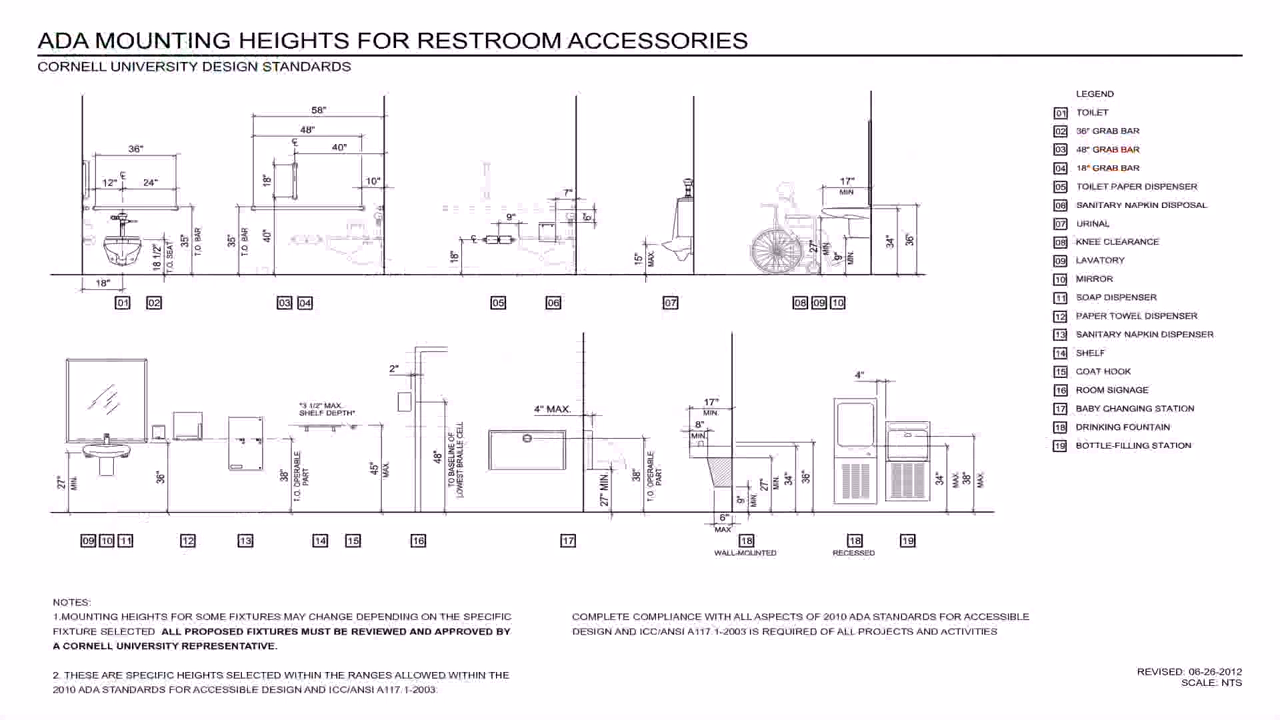 ADA MOUNTING HEIGHTS FOR RESTROOM ACCESSORIES
CORNELL UNIVERSITY DESIGN STANDARDS
LEGEND
01 TOILET
02 36" GRAB BAR
03 48" GRAB BAR
04 18" GRAB BAR
05 TOILET PAPER DISPENSER
06 SANITARY NAPKIN DISPOSAL
07 URINAL
08 KNEE CLEARANCE
09 LAVATORY
10 MIRROR
11 SOAP DISPENSER
12 PAPER TOWEL DISPENSER
13 SANITARY NAPKIN DISPENSER
14 SHELF
15 COAT HOOK
16 ROOM SIGNAGE
17 BABY CHANGING STATION
18 DRINKING FOUNTAIN
19 BOTTLE-FILLING STATION
36"
12" 24"
18 1/2"
T.O. SEAT
35"
T.O. BAR
18"
01 02
58"
48"
40"
18"
10"
35"
T.O. BAR
40"
03 04
7"
9"
6"
18"
05 06
15"
MAX.
07
17"
MIN
27"
MIN.
9"
MIN.
34"
36"
08 09 10
27"
MIN.
36"
09 10 11
12
38"
T.O. OPERABLE
PART
13
"3 1/2" MAX.
SHELF DEPTH"
45"
MAX.
14 15
2"
48"
TO BASELINE OF
LOWEST BRAILLE CELL
16
4" MAX.
27" MIN.
38"
T.O. OPERABLE
PART
17
17"
MIN.
8"
MIN.
9"
MIN.
27"
MIN.
34"
36"
6"
MAX
18
WALL-MOUNTED
4"
34"
MAX.
38"
MAX.
18
RECESSED
19
NOTES:
1.MOUNTING HEIGHTS FOR SOME FIXTURES MAY CHANGE DEPENDING ON THE SPECIFIC
FIXTURE SELECTED ALL PROPOSED FIXTURES MUST BE REVIEWED AND APPROVED BY
A CORNELL UNIVERSITY REPRESENTATIVE.
2. THESE ARE SPECIFIC HEIGHTS SELECTED WITHIN THE RANGES ALLOWED WITHIN THE
2010 ADA STANDARDS FOR ACCESSIBLE DESIGN AND ICC/ANSI A117.1-2003.
COMPLETE COMPLIANCE WITH ALL ASPECTS OF 2010 ADA STANDARDS FOR ACCESSIBLE
DESIGN AND ICC/ANSI A117.1-2003 IS REQUIRED OF ALL PROJECTS AND ACTIVITIES
REVISED: 06-26-2012
SCALE: NTS